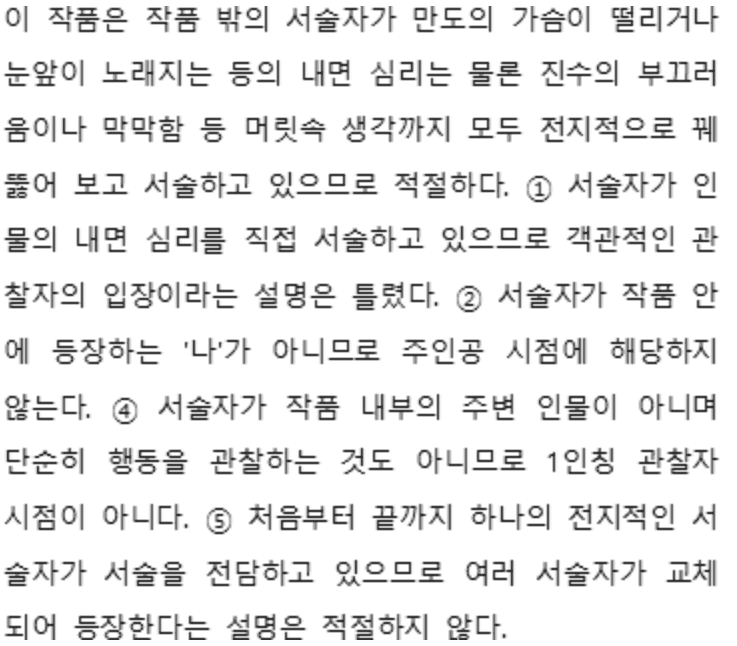 이 작품은 작품 밖의 서술자가 만도의 가슴이 떨리거나
눈앞이 노래지는 등의 내면 심리는 물론 진수의 부끄러
움이나 막막함 등 머릿속 생각까지 모두 전지적으로 꿰
뚫어 보고 서술하고 있으므로 적절하다. ① 서술자가 인
물의 내면 심리를 직접 서술하고 있으므로 객관적인 관
찰자의 입장이라는 설명은 틀렸다. ② 서술자가 작품 안
에 등장하는 '나'가 아니므로 주인공 시점에 해당하지
않는다. ④ 서술자가 작품 내부의 주변 인물이 아니며
단순히 행동을 관찰하는 것도 아니므로 1인칭 관찰자
시점이 아니다. ⑤ 처음부터 끝까지 하나의 전지적인 서
술자가 서술을 전담하고 있으므로 여러 서술자가 교체
되어 등장한다는 설명은 적절하지 않다.